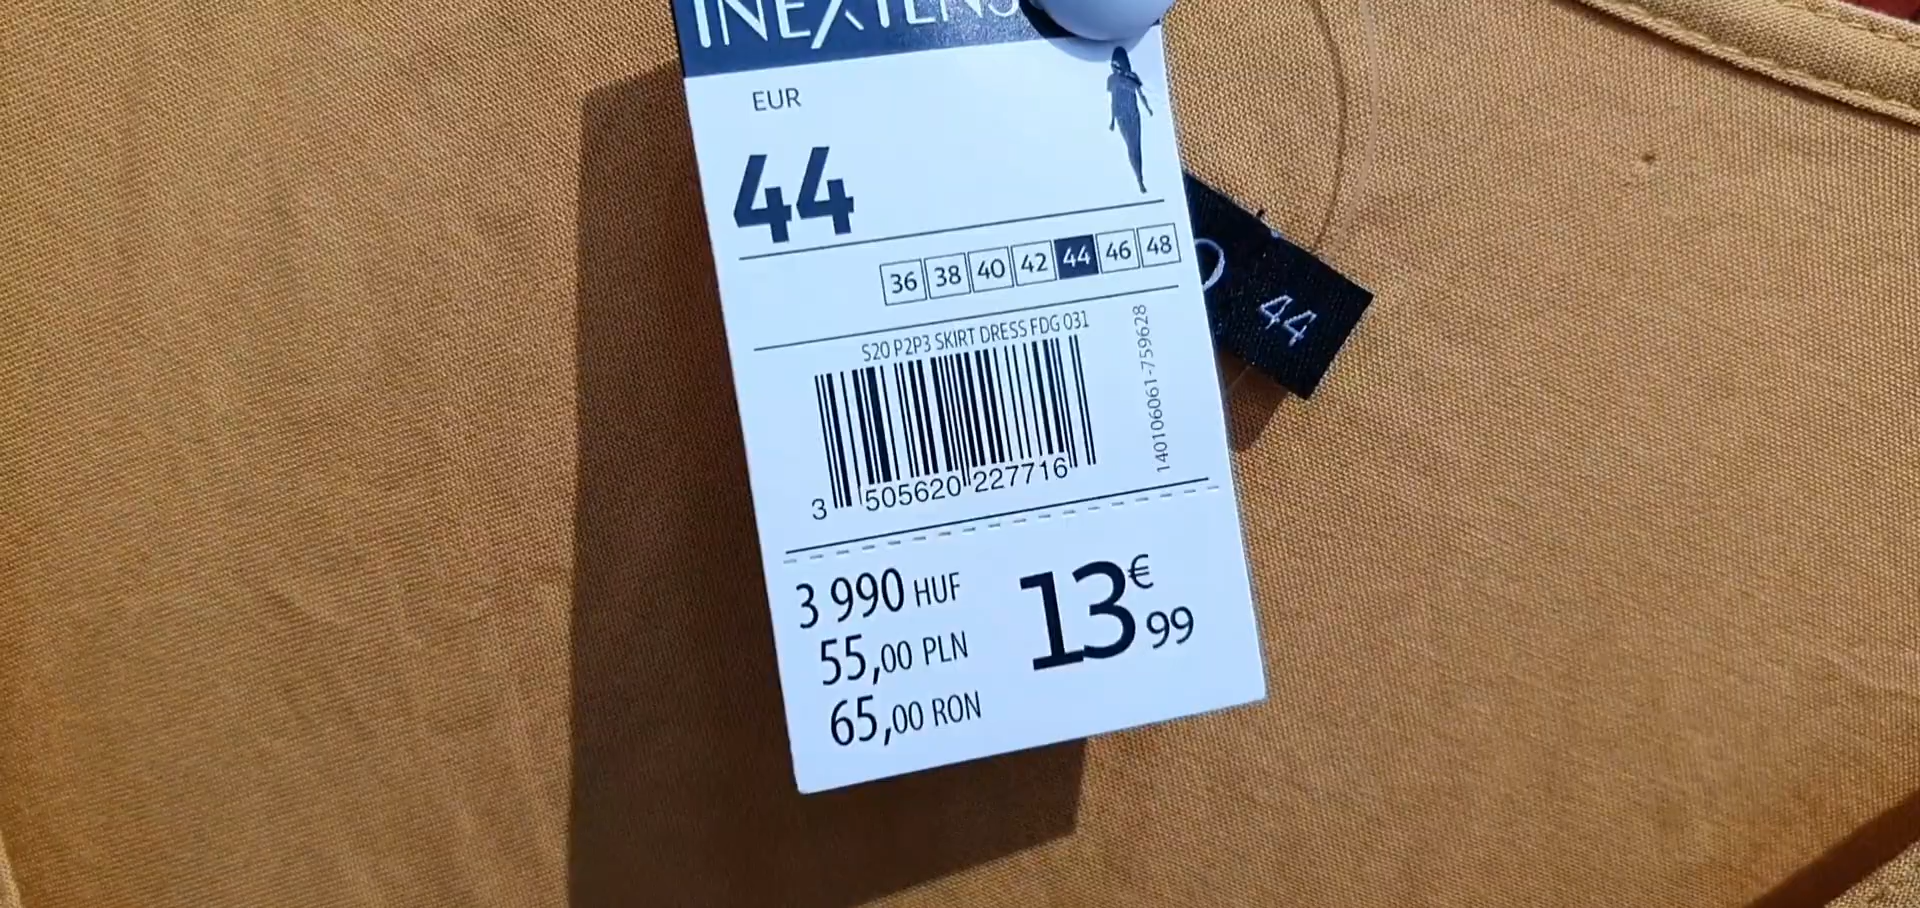 INEXTENS
EUR
44
36 38 40 42 44 46 48
S20 P2P3 SKIRT DRESS FDG 031
3 505620 227716
140106061-759628
3 990 HUF
55,00 PLN
65,00 RON
13€99
44